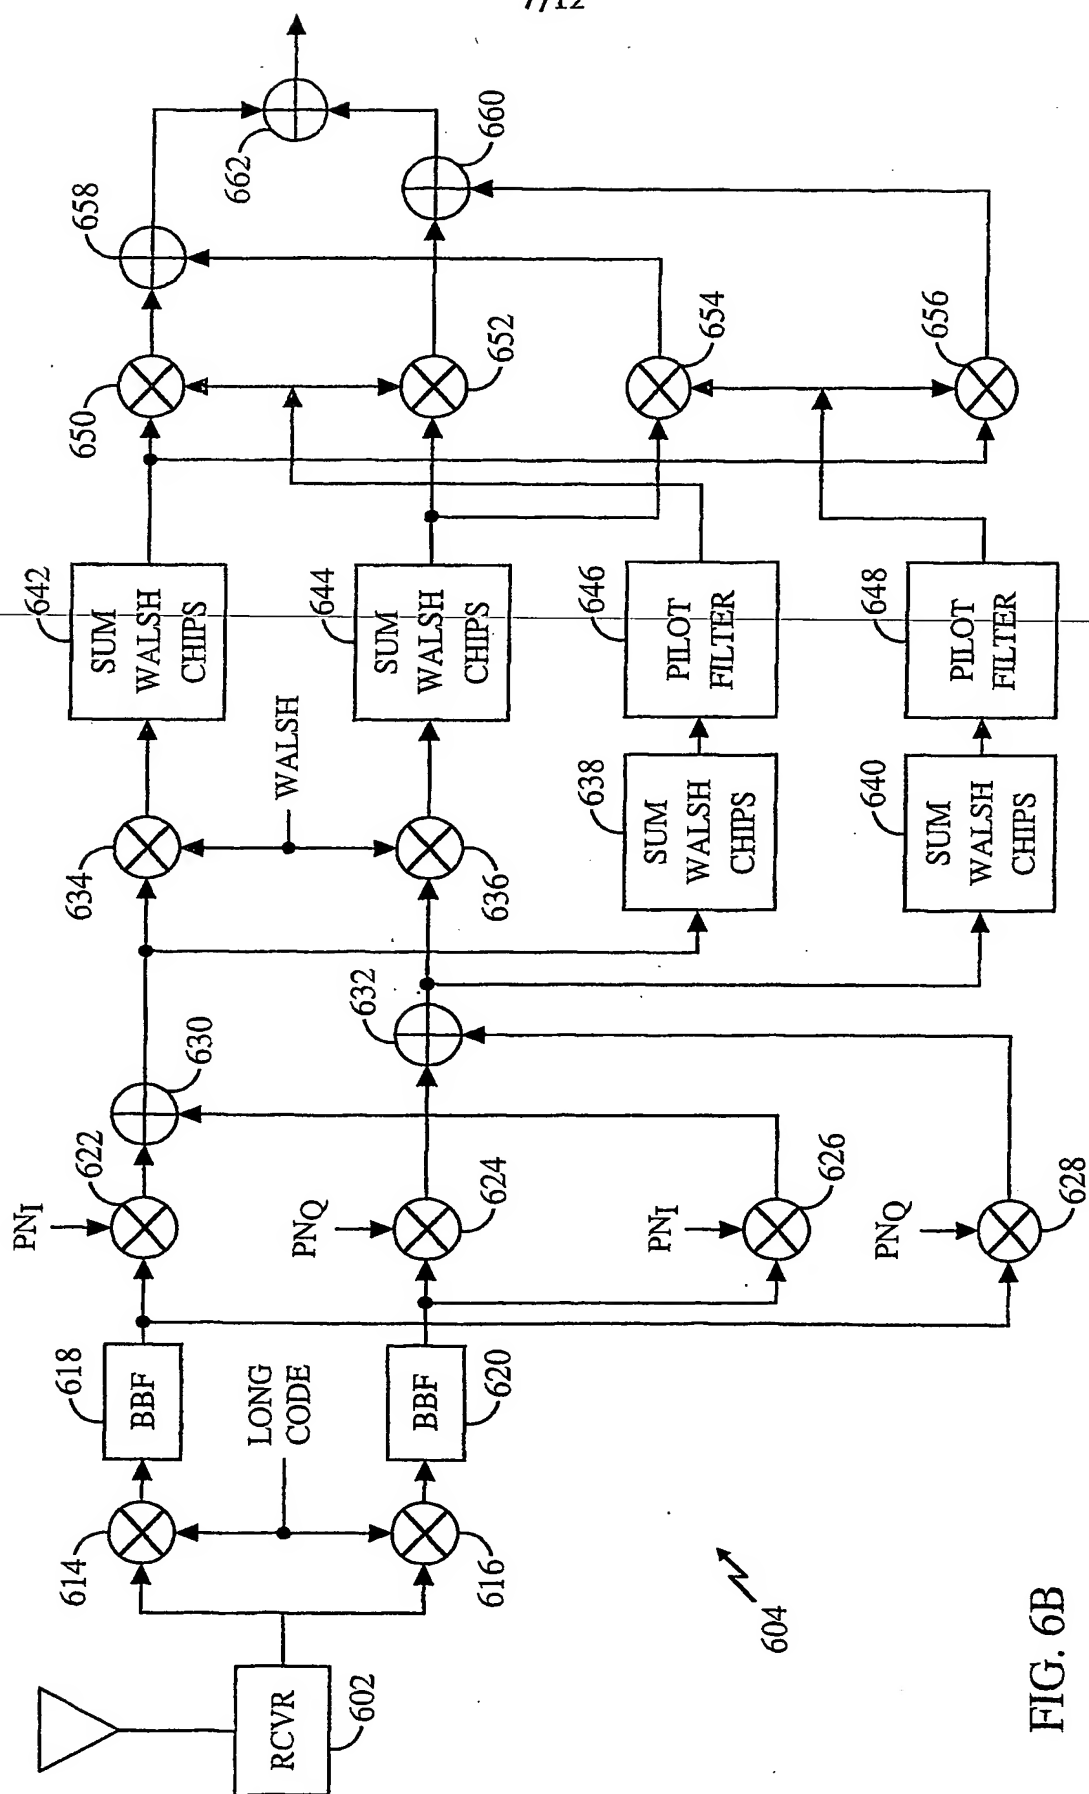 7/12
RCVR
602
614
616
LONG
CODE
BBF
618
BBF
620
PNI
622
PNQ
624
PNI
626
PNQ
628
630
632
634
636
WALSH
SUM
WALSH
CHIPS
638
SUM
WALSH
CHIPS
640
SUM
WALSH
CHIPS
642
SUM
WALSH
CHIPS
644
PILOT
FILTER
646
PILOT
FILTER
648
650
652
654
656
658
660
662
604
FIG. 6B